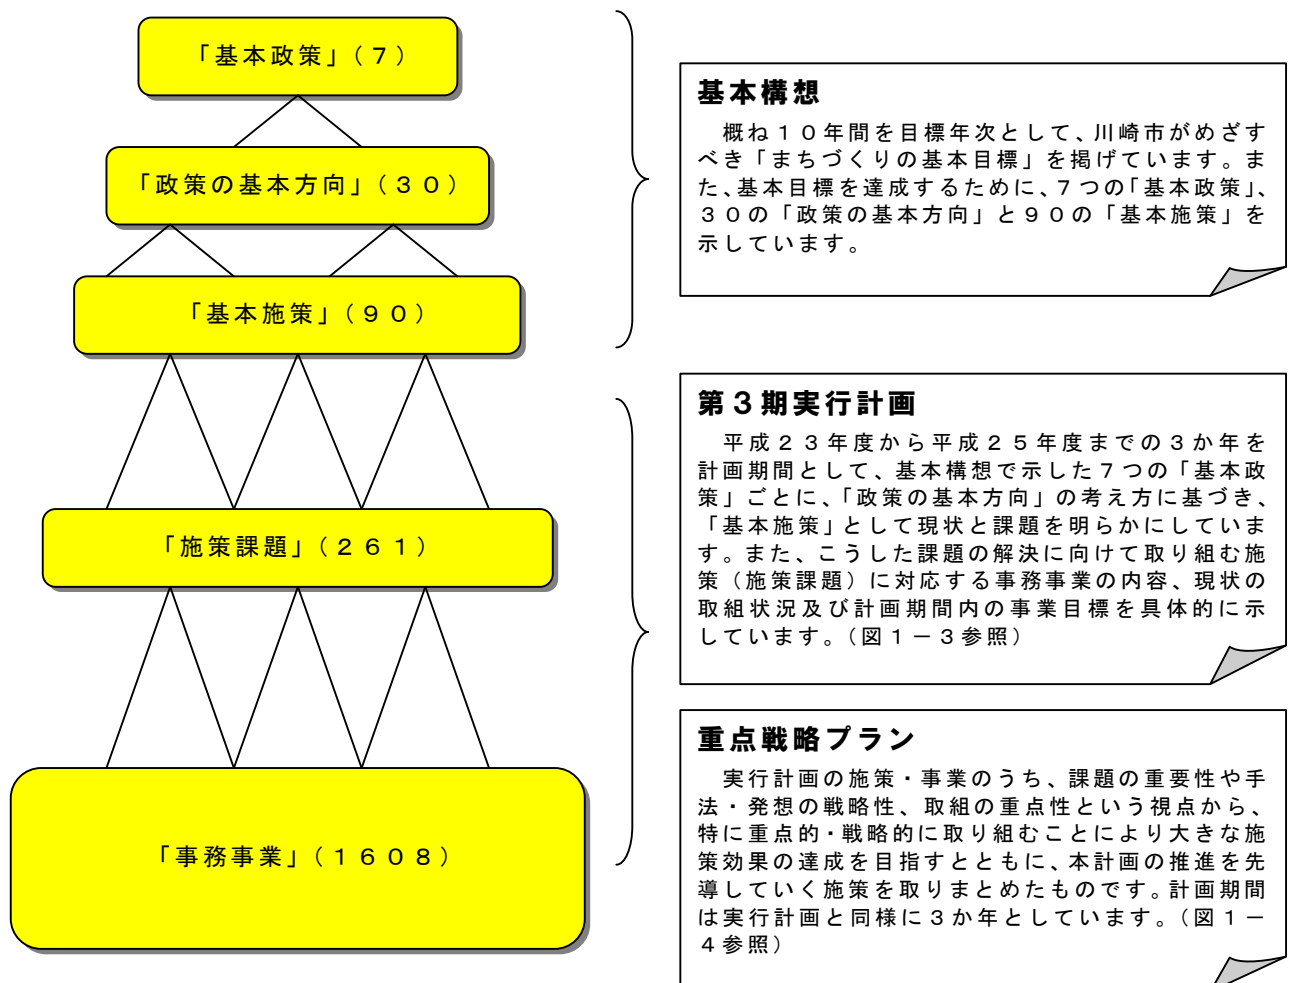 「基本政策」（７）
「政策の基本方向」（３０）
「基本施策」（９０）
「施策課題」（２６１）
「事務事業」（１６０８）
基本構想
　概ね１０年間を目標年次として、川崎市がめざす
べき「まちづくりの基本目標」を掲げています。ま
た、基本目標を達成するために、７つの「基本政策」、
３０の「政策の基本方向」と９０の「基本施策」を
示しています。
第３期実行計画
　平成２３年度から平成２５年度までの３か年を
計画期間として、基本構想で示した７つの「基本政
策」ごとに、「政策の基本方向」の考え方に基づき、
「基本施策」として現状と課題を明らかにしていま
す。また、こうした課題の解決に向けて取り組む施
策（施策課題）に対応する事務事業の内容、現状の
取組状況及び計画期間内の事業目標を具体的に示
しています。（図１－３参照）
重点戦略プラン
　実行計画の施策・事業のうち、課題の重要性や手
法・発想の戦略性、取組の重点性という視点から、
特に重点的・戦略的に取り組むことにより大きな施
策効果の達成を目指すとともに、本計画の推進を先
導していく施策を取りまとめたものです。計画期間
は実行計画と同様に３か年としています。（図１－
４参照）